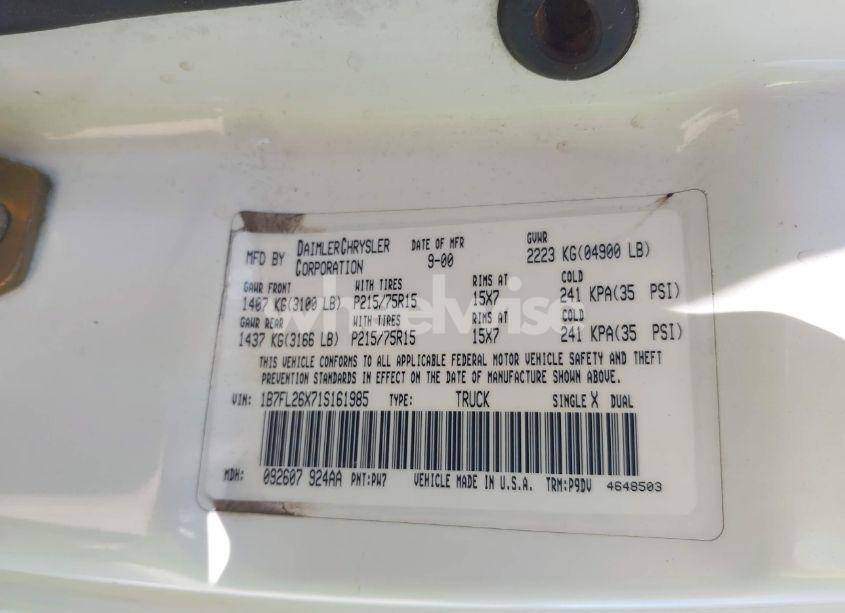 MFD BY DAIMLERCHRYSLER CORPORATION DATE OF MFR 9-00 GVWR 2223 KG(04900 LB)
GAWR FRONT WITH TIRES RIMS AT COLD
1407 KG(3100 LB) P215/75R15 15X7 241 KPA(35 PSI)
GAWR REAR WITH TIRES RIMS AT COLD
1437 KG(3166 LB) P215/75R15 15X7 241 KPA(35 PSI)
THIS VEHICLE CONFORMS TO ALL APPLICABLE FEDERAL MOTOR VEHICLE SAFETY AND THEFT
PREVENTION STANDARDS IN EFFECT ON THE DATE OF MANUFACTURE SHOWN ABOVE.
VIN: 1B7FL26X71S161985 TYPE: TRUCK SINGLE X DUAL
MDH: 092607 924AA PNT:PW7 VEHICLE MADE IN U.S.A. TRM:P9DV 4648503
wheelwise